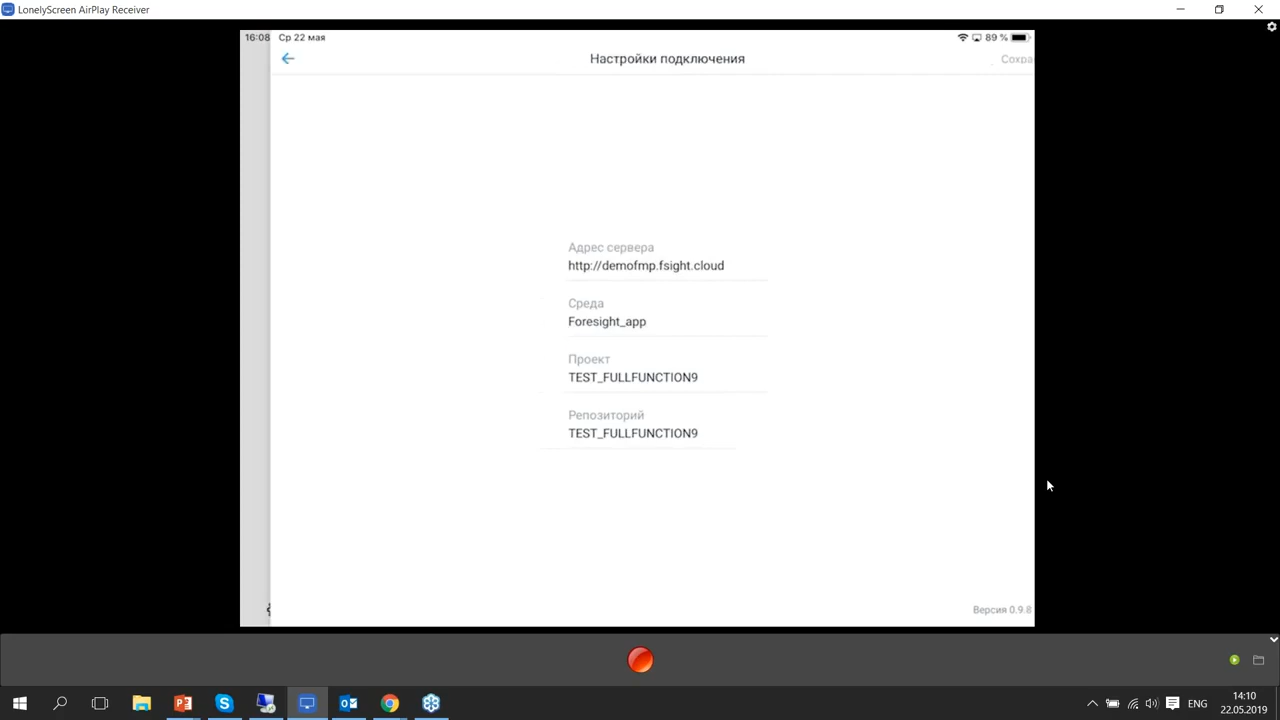 LonelyScreen AirPlay Receiver
16:08 Ср 22 мая
89 %
Настройки подключения
Сохра
Адрес сервера
http://demofmp.fsight.cloud
Среда
Foresight_app
Проект
TEST_FULLFUNCTION9
Репозиторий
TEST_FULLFUNCTION9
Версия 0.9.8
ENG
14:10
22.05.2019